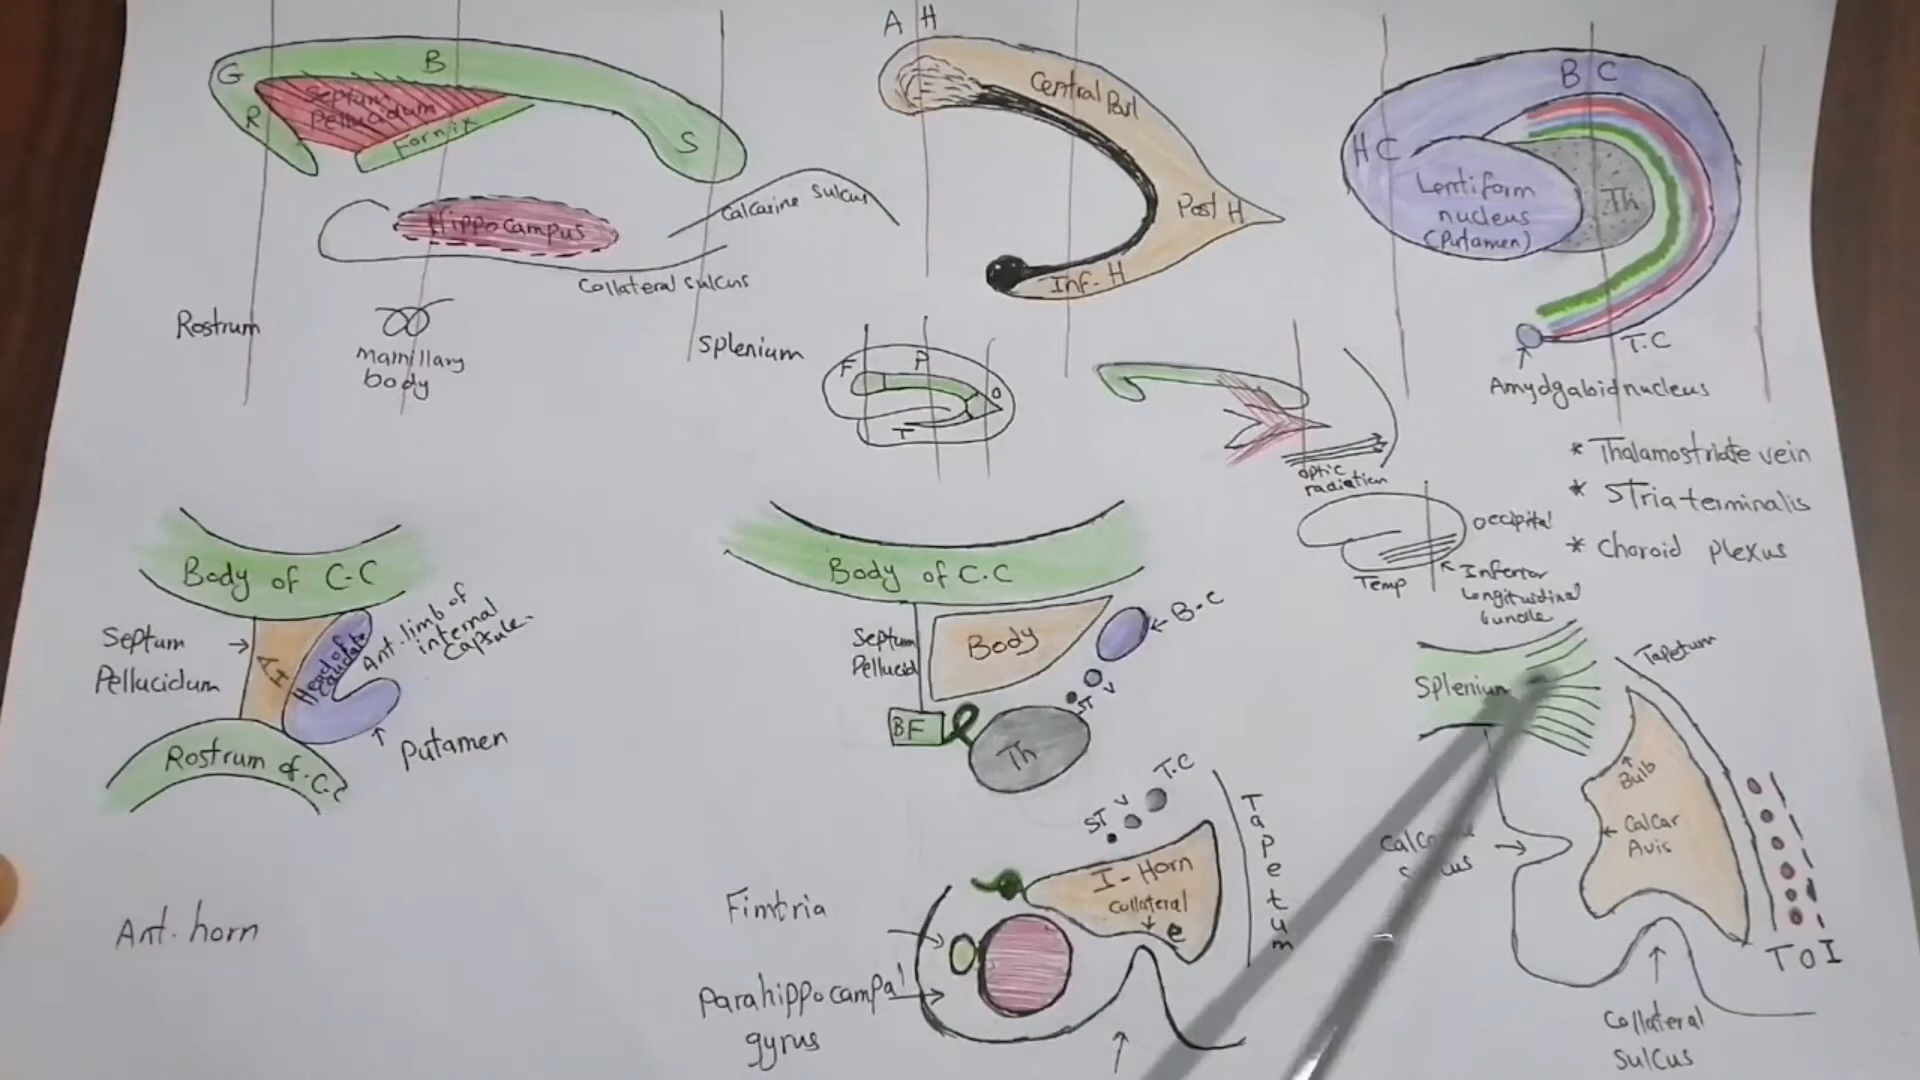 G
B
R
Septum
Pellucidum
Fornix
S
Hippocampus
Calcarine sulcus
Collateral sulcus
Rostrum
mamillary
body
splenium
A H
Central Part
Post H
Inf- H
F
P
O
T
B C
H C
Lentiform
nucleus
(Putamen)
Th
T.C
Amydgaloid nucleus
optic
radiation
occipital
Temp
Inferior
longitudinal
bundle
* Thalamostriate vein
* Stria terminalis
* Choroid plexus
Body of C-C
Septum
Pellucidum
AH
Head of
Caudate
Ant. limb of
internal
Capsule
Putamen
Rostrum of C.C
Ant. horn
Body of C.C
Septum
Pellucid
Body
B-C
V
ST
BF
Th
T.C
V
ST
I-Horn
Collateral
e
Tapetum
Fimbria
Parahippocampal
gyrus
Splenium
Tapetum
Bulb
Calcar
Avis
T O I
Collateral
Sulcus